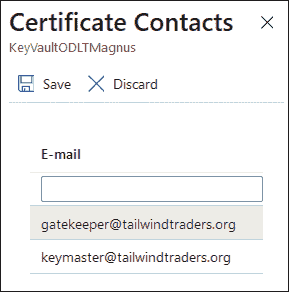 Certificate Contacts
KeyVaultODLTMagnus
Save Discard
E-mail
gatekeeper@tailwindtraders.org
keymaster@tailwindtraders.org